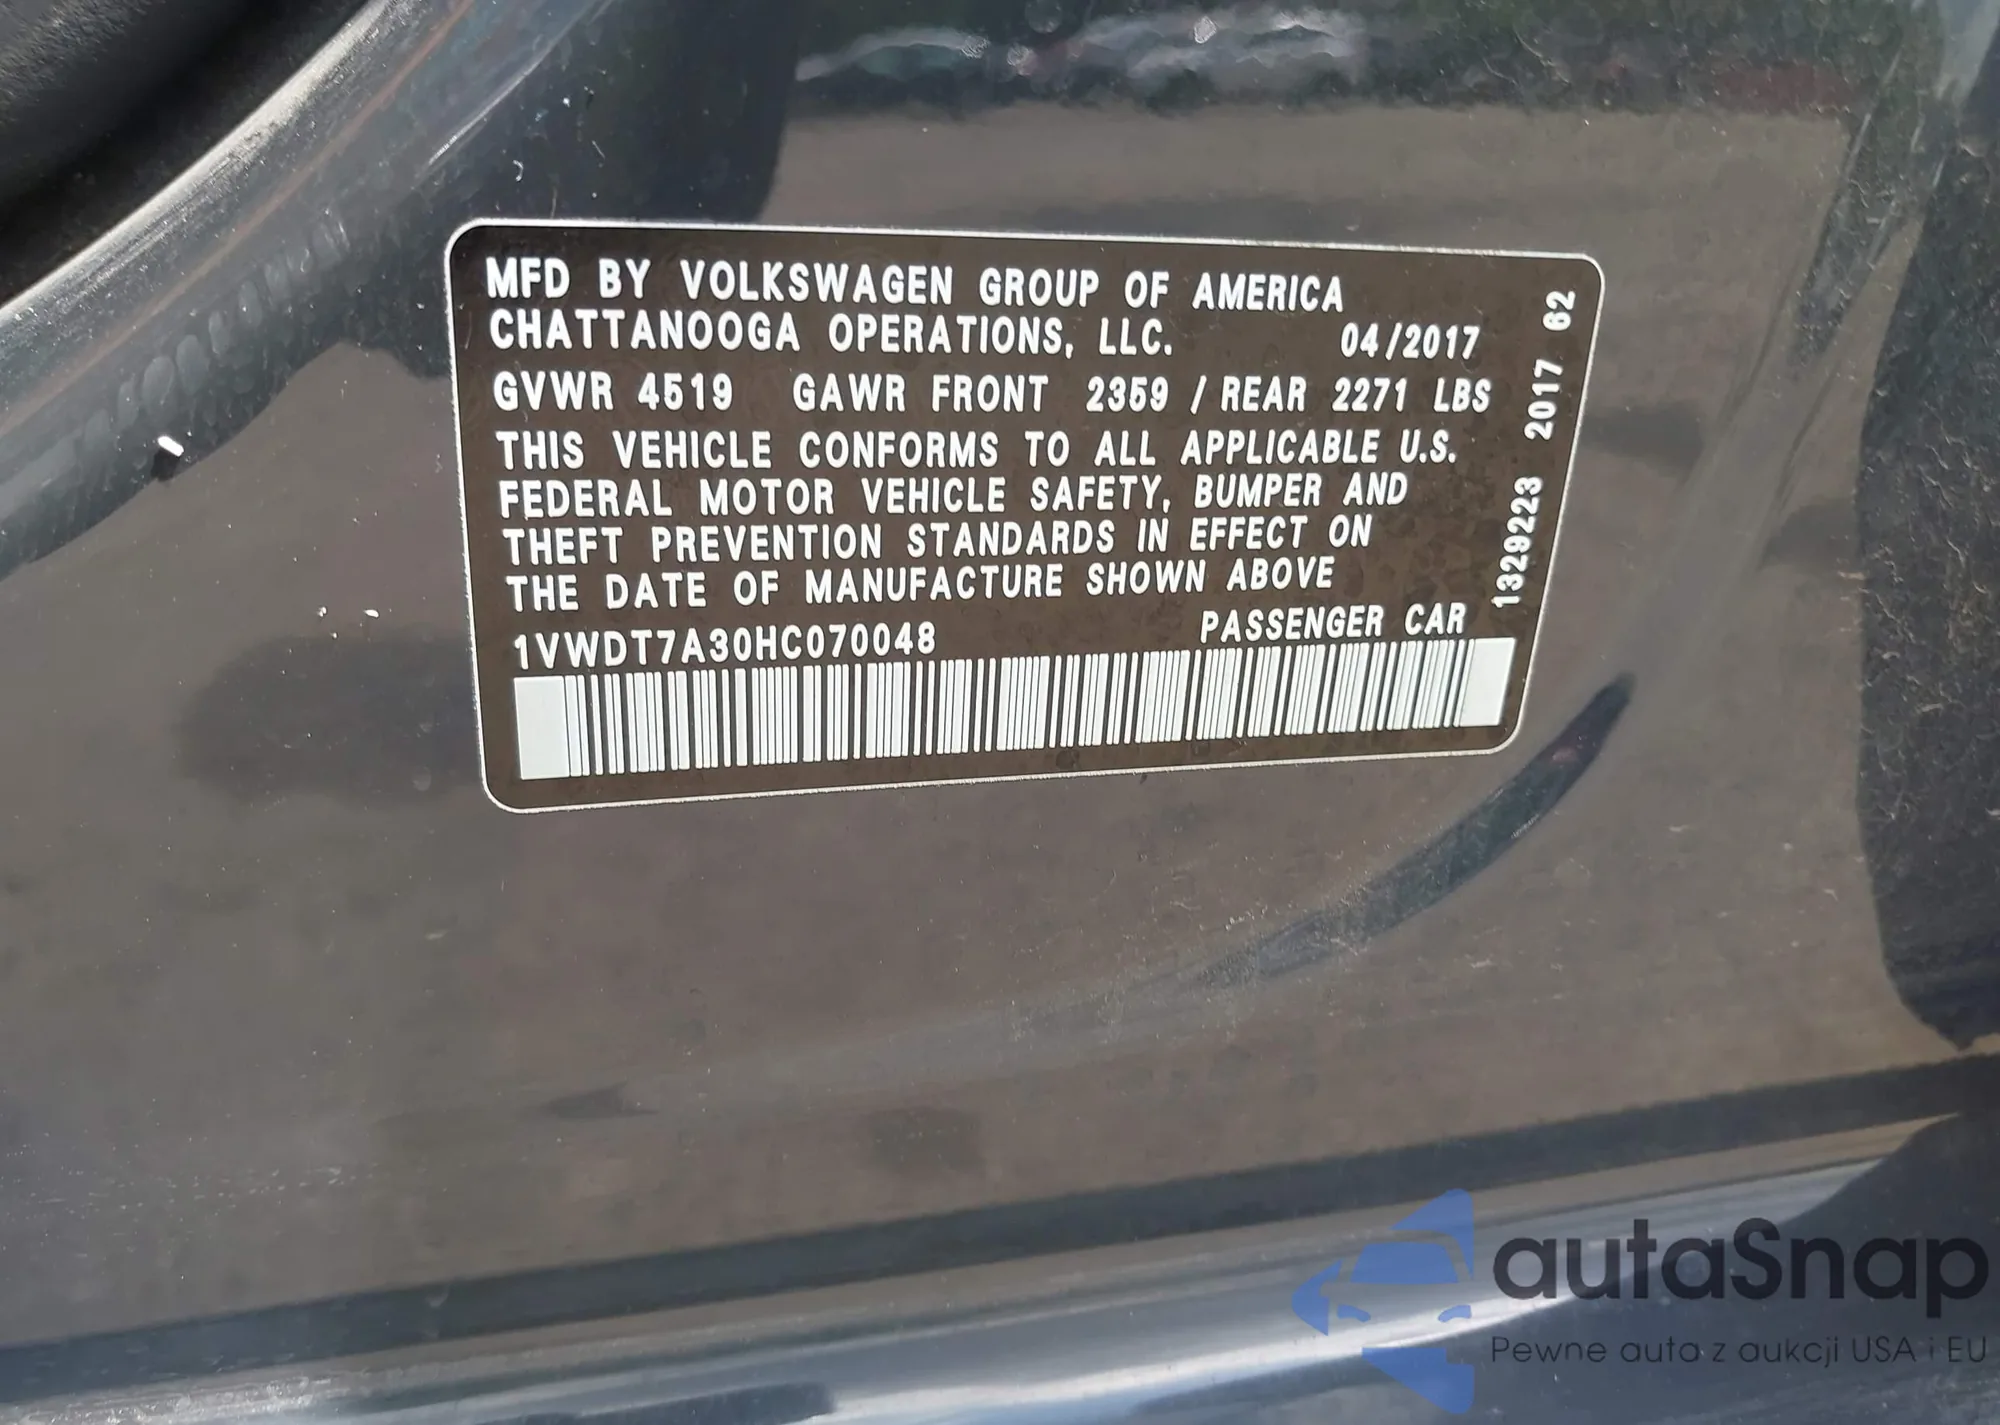 MFD BY VOLKSWAGEN GROUP OF AMERICA
CHATTANOOGA OPERATIONS, LLC. 04/2017
GVWR 4519 GAWR FRONT 2359 / REAR 2271 LBS
THIS VEHICLE CONFORMS TO ALL APPLICABLE U.S.
FEDERAL MOTOR VEHICLE SAFETY, BUMPER AND
THEFT PREVENTION STANDARDS IN EFFECT ON
THE DATE OF MANUFACTURE SHOWN ABOVE
1VWDT7A30HC070048 PASSENGER CAR
1329223 2017 62
autaSnap
Pewne auta z aukcji USA i EU